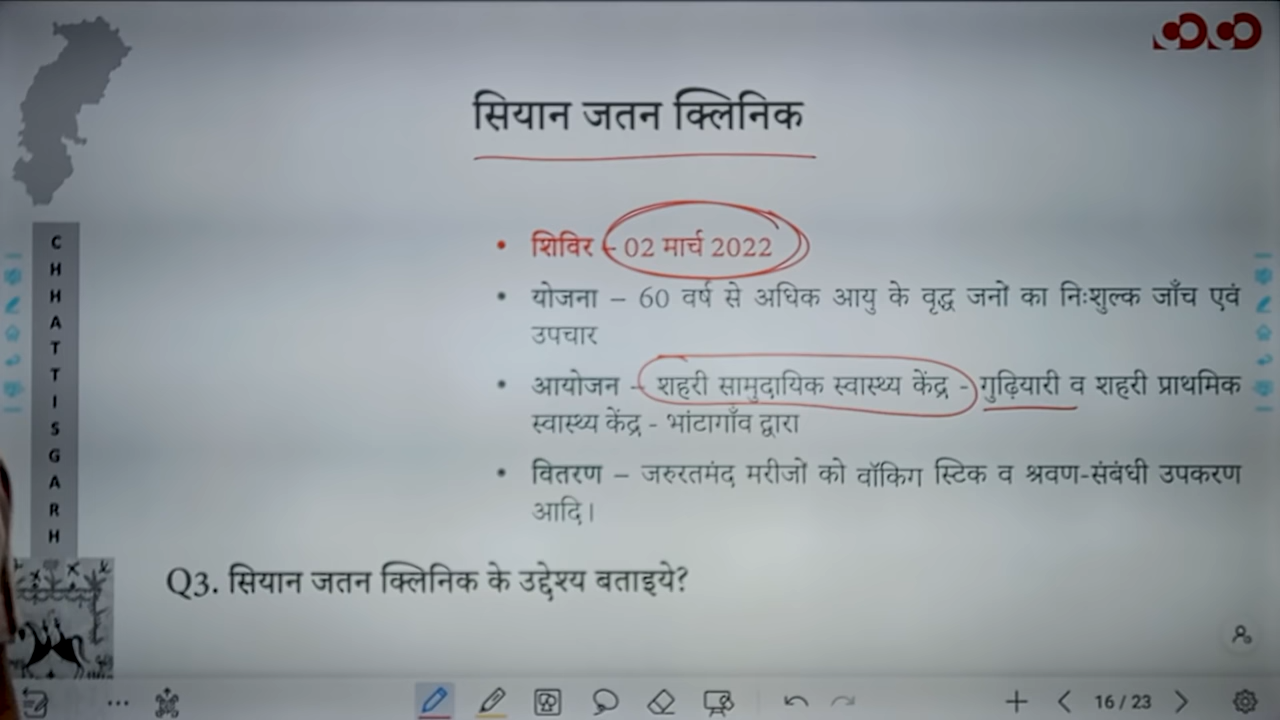 सियान जतन क्लिनिक
• शिविर – 02 मार्च 2022
• योजना – 60 वर्ष से अधिक आयु के वृद्ध जनों का निःशुल्क जाँच एवं
उपचार
• आयोजन – शहरी सामुदायिक स्वास्थ्य केंद्र - गुढ़ियारी व शहरी प्राथमिक
स्वास्थ्य केंद्र - भांटागाँव द्वारा
• वितरण – जरुरतमंद मरीजों को वॉकिंग स्टिक व श्रवण-संबंधी उपकरण
आदि।
Q3. सियान जतन क्लिनिक के उद्देश्य बताइये?
CHHATTISGARH
16 / 23